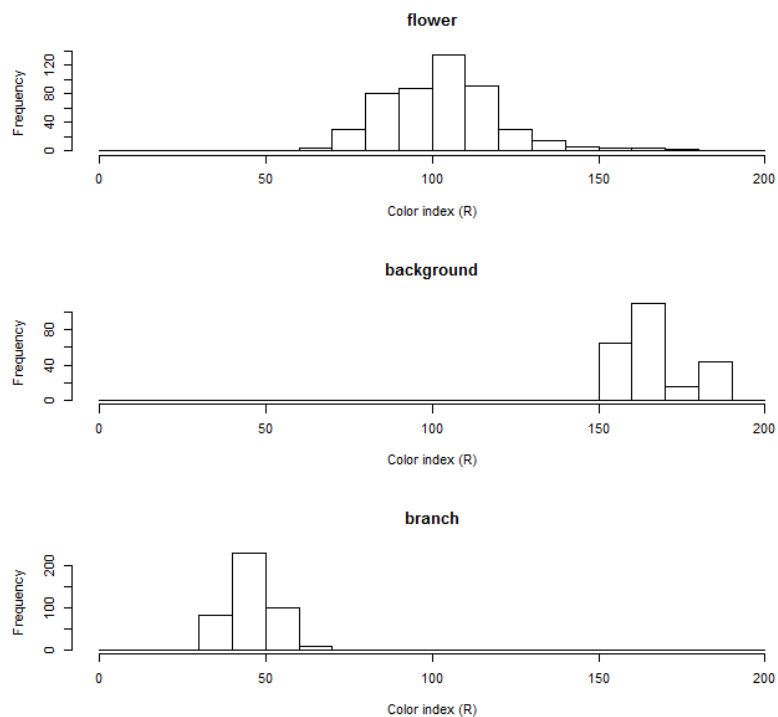 flower
Frequency
0
40
80
120
0 50 100 150 200
Color index (R)
background
Frequency
0
40
80
0 50 100 150 200
Color index (R)
branch
Frequency
0
100
200
0 50 100 150 200
Color index (R)